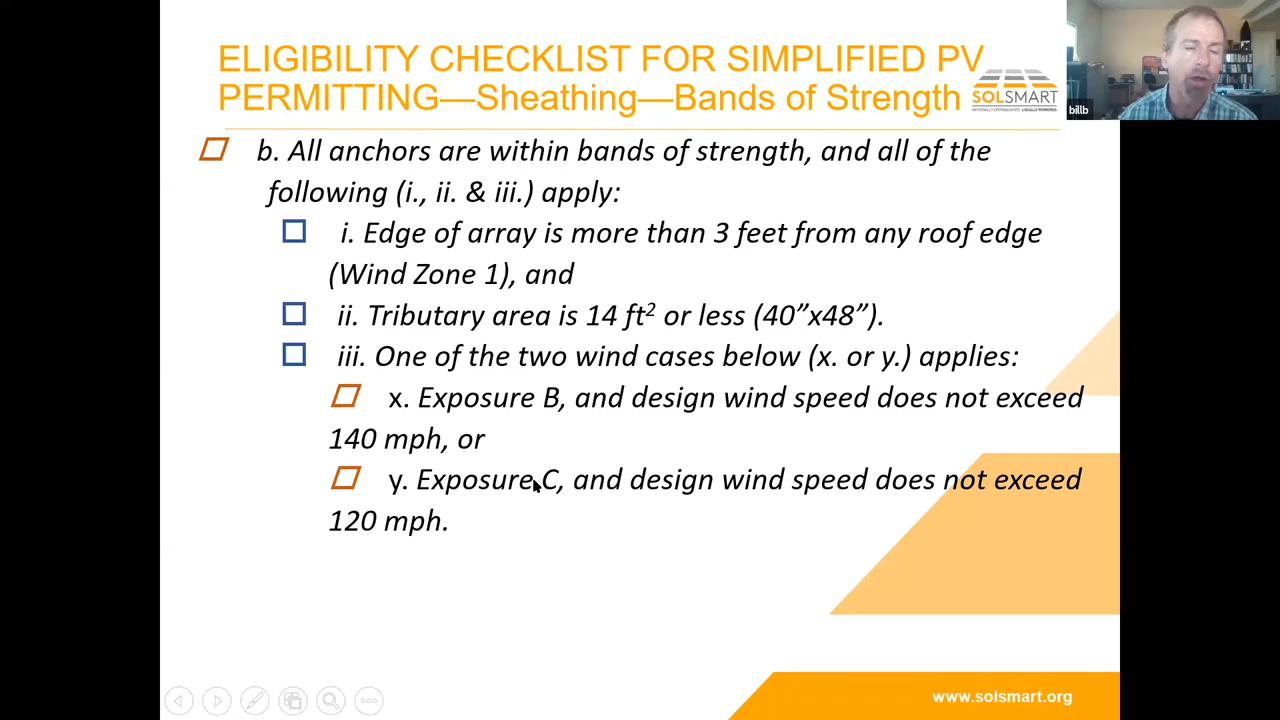 ELIGIBILITY CHECKLIST FOR SIMPLIFIED PV
PERMITTING—Sheathing—Bands of Strength
SOLSMART
NATIONALLY DISTINGUISHED. LOCALLY POWERED.
billb
b. All anchors are within bands of strength, and all of the
following (i., ii. & iii.) apply:
i. Edge of array is more than 3 feet from any roof edge
(Wind Zone 1), and
ii. Tributary area is 14 ft² or less (40”x48”).
iii. One of the two wind cases below (x. or y.) applies:
x. Exposure B, and design wind speed does not exceed
140 mph, or
y. Exposure C, and design wind speed does not exceed
120 mph.
www.solsmart.org